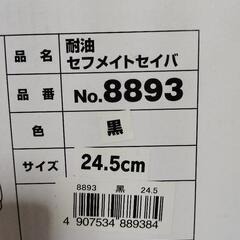 品名 耐油
セフメイトセイバ
品番 No.8893
色 黒
サイズ 24.5cm
8893 黒 24.5
4 907534 889384